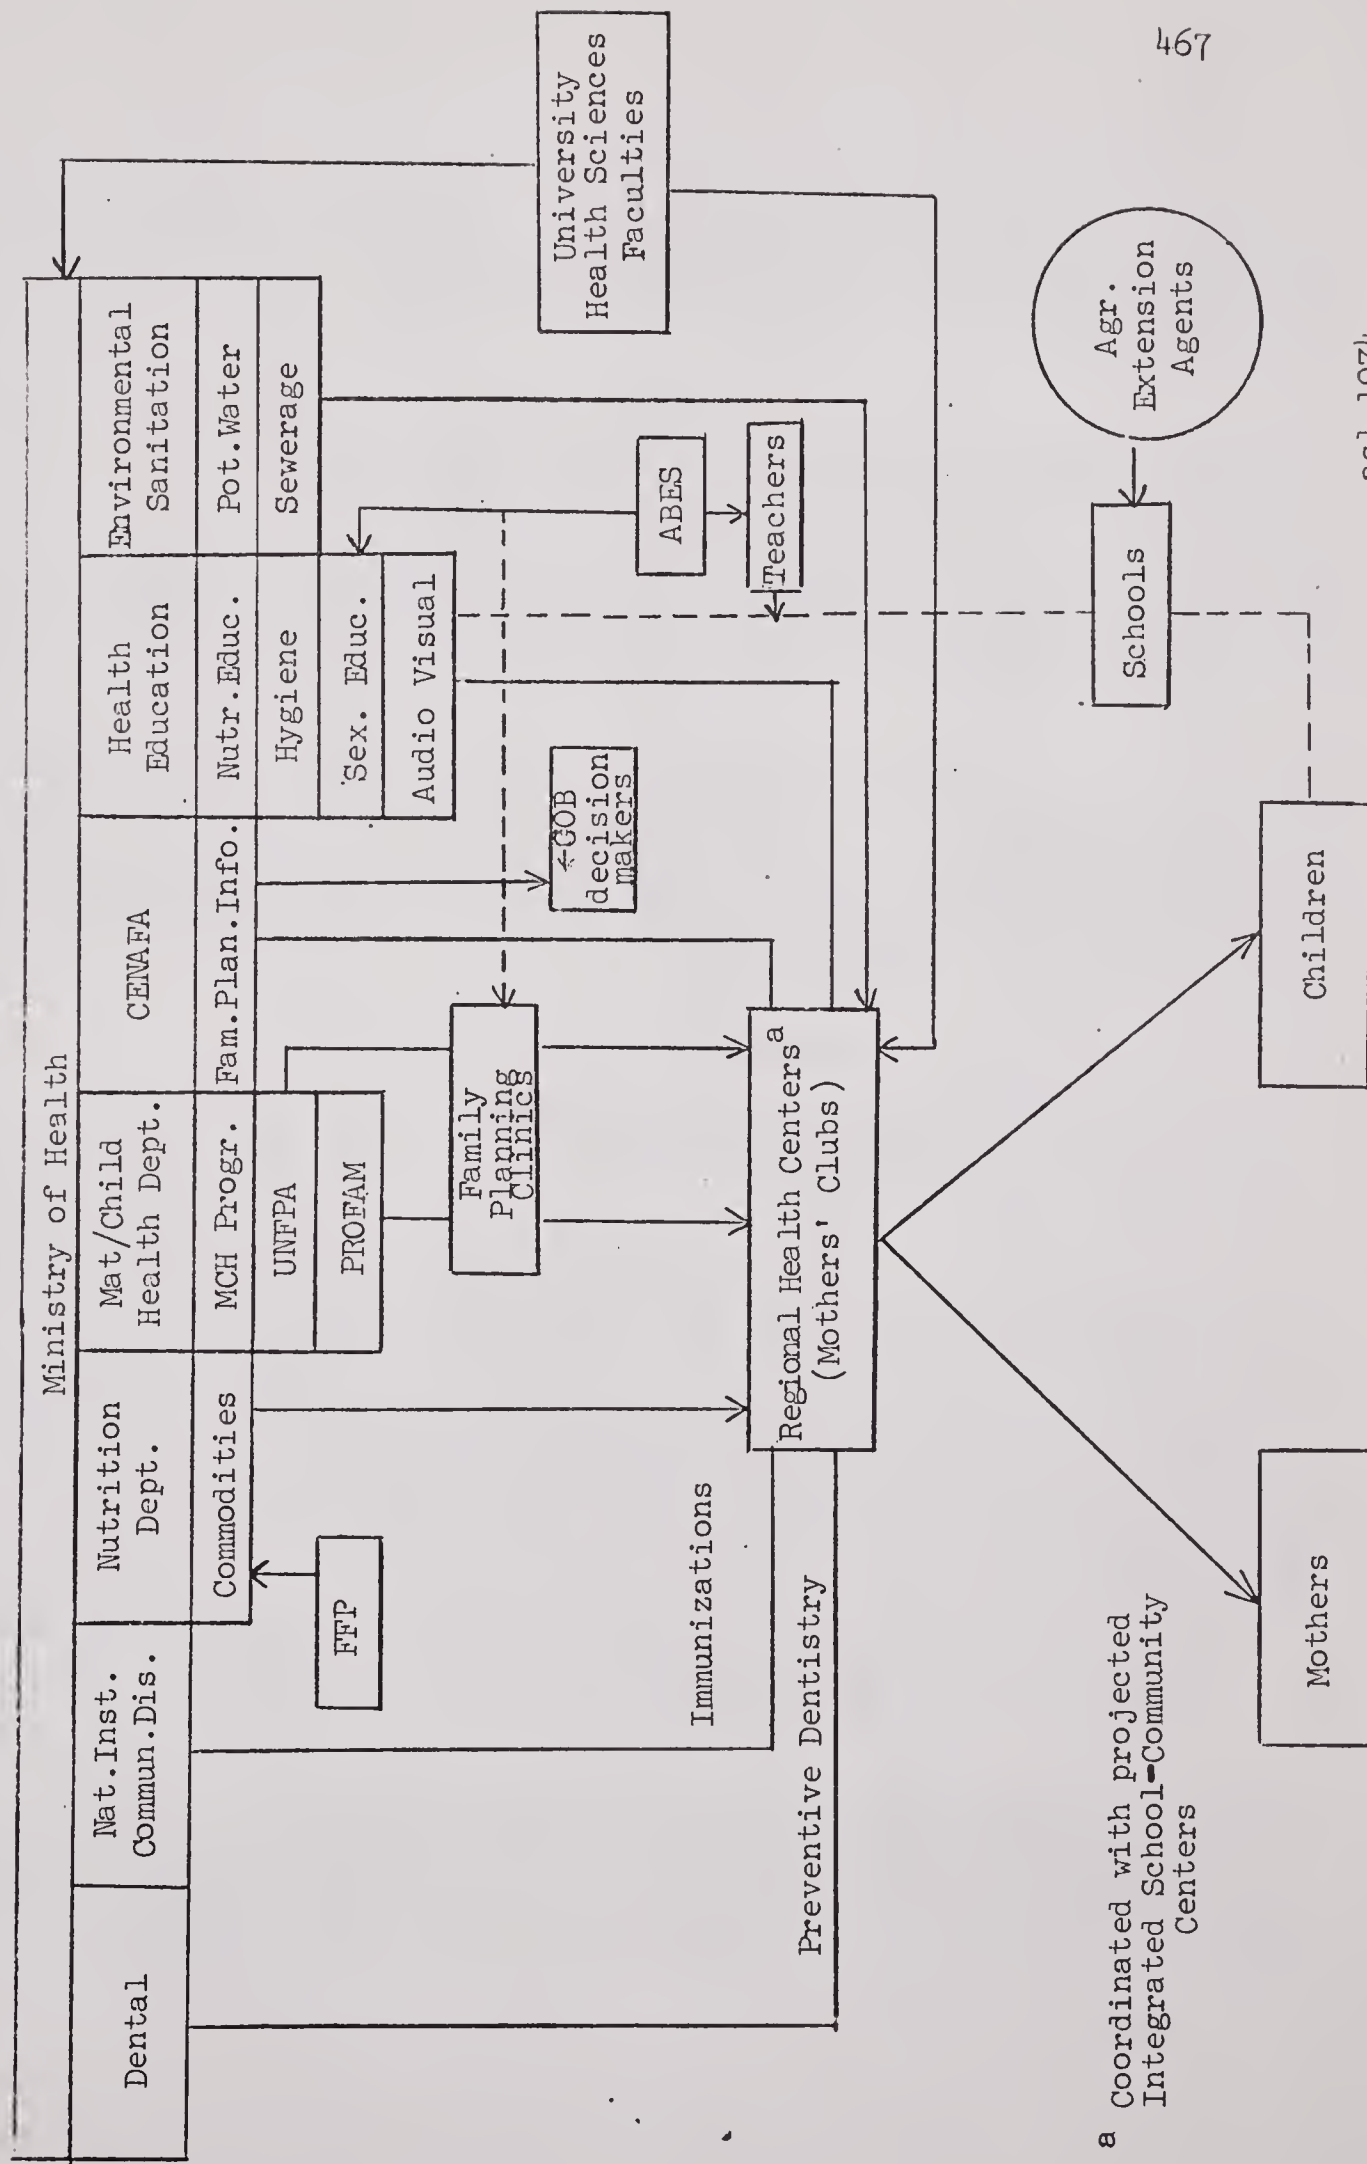 467
Ministry of Health
Dental
Nat.Inst.
Commun.Dis.
Nutrition
Dept.
Mat/Child
Health Dept.
CENAFA
Health
Education
Environmental
Sanitation
Commodities
MCH Progr.
Fam.Plan.Info.
Nutr.Educ.
Pot.Water
UNFPA
Hygiene
Sewerage
PROFAM
Sex. Educ.
Audio Visual
FFP
Family
Planning
Clinics
GOB
decision
makers
ABES
Teachers
University
Health Sciences
Faculties
Immunizations
Preventive Dentistry
Regional Health Centers a
(Mothers' Clubs)
Schools
Agr.
Extension
Agents
Mothers
Children
a Coordinated with projected
Integrated School-Community
Centers